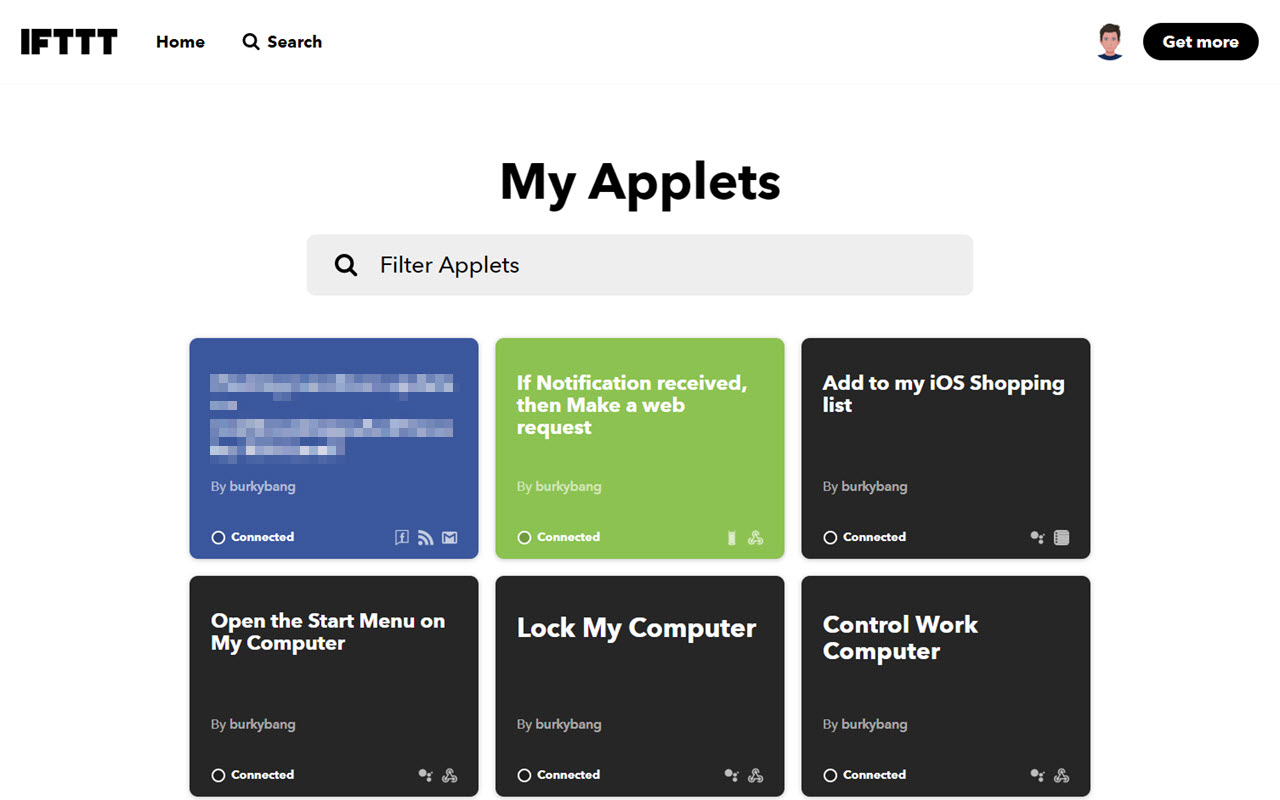 IFTTT Home Search Get more
My Applets
Filter Applets
By burkybang
Connected
If Notification received,
then Make a web
request
By burkybang
Connected
Add to my iOS Shopping
list
By burkybang
Connected
Open the Start Menu on
My Computer
By burkybang
Connected
Lock My Computer
By burkybang
Connected
Control Work
Computer
By burkybang
Connected